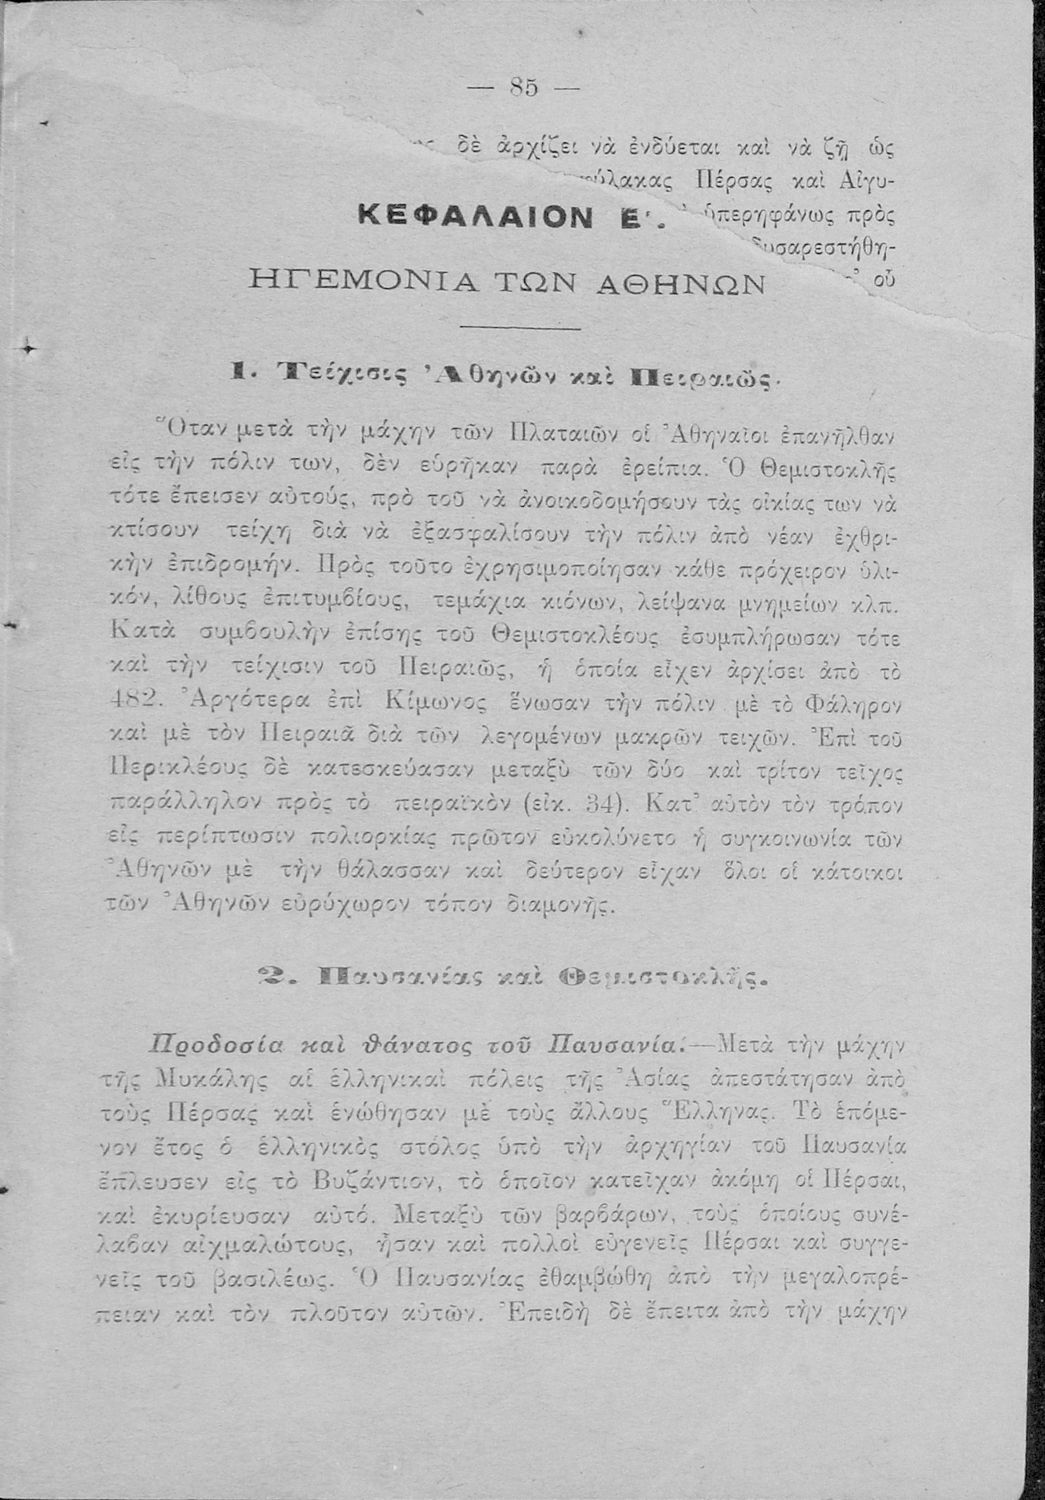 — 85 —
δὲ ἀρχίζει νὰ ἐνδύεται καὶ νὰ ζῇ ὡς
Πέρσας καὶ Αἰγυ-
ΚΕΦΑΛΑΙΟΝ Ε΄. ὑπερηφάνως πρὸς
δυσαρεστήθη-
ΗΓΕΜΟΝΙΑ ΤΩΝ ΑΘΗΝΩΝ οὗ
1. Τείχισις Ἀθηνῶν καὶ Πειραιῶς.
Ὅταν μετὰ τὴν μάχην τῶν Πλαταιῶν οἱ Ἀθηναῖοι ἐπανῆλθαν
εἰς τὴν πόλιν των, δὲν εὑρῆκαν παρὰ ἐρείπια. Ὁ Θεμιστοκλῆς
τότε ἔπεισεν αὐτούς, πρὸ τοῦ νὰ ἀνοικοδομήσουν τὰς οἰκίας των νὰ
κτίσουν τείχη διὰ νὰ ἐξασφαλίσουν τὴν πόλιν ἀπὸ νέαν ἐχθρι-
κὴν ἐπιδρομήν. Πρὸς τοῦτο ἐχρησιμοποίησαν κάθε πρόχειρον ὑλι-
κόν, λίθους ἐπιτυμβίους, τεμάχια κιόνων, λείψανα μνημείων κλπ.
Κατὰ συμβουλὴν ἐπίσης τοῦ Θεμιστοκλέους ἐσυμπλήρωσαν τότε
καὶ τὴν τείχισιν τοῦ Πειραιῶς, ἡ ὁποία εἶχεν ἀρχίσει ἀπὸ τὸ
482. Ἀργότερα ἐπὶ Κίμωνος ἕνωσαν τὴν πόλιν μὲ τὸ Φάληρον
καὶ μὲ τὸν Πειραιᾶ διὰ τῶν λεγομένων μακρῶν τειχῶν. Ἐπὶ τοῦ
Περικλέους δὲ κατεσκεύασαν μεταξὺ τῶν δύο καὶ τρίτον τεῖχος
παράλληλον πρὸς τὸ πειραϊκὸν (εἰκ. 34). Κατ᾽ αὐτὸν τὸν τρόπον
εἰς περίπτωσιν πολιορκίας πρῶτον εὐκολύνετο ἡ συγκοινωνία τῶν
Ἀθηνῶν μὲ τὴν θάλασσαν καὶ δεύτερον εἶχαν ὅλοι οἱ κάτοικοι
τῶν Ἀθηνῶν εὐρύχωρον τόπον διαμονῆς.
2. Παυσανίας καὶ Θεμιστοκλῆς.
Προδοσία καὶ θάνατος τοῦ Παυσανία.—Μετὰ τὴν μάχην
τῆς Μυκάλης αἱ ἑλληνικαὶ πόλεις τῆς Ἀσίας ἀπεστάτησαν ἀπὸ
τοὺς Πέρσας καὶ ἑνώθησαν μὲ τοὺς ἄλλους Ἕλληνας. Τὸ ἑπόμε-
νον ἔτος ὁ ἑλληνικὸς στόλος ὑπὸ τὴν ἀρχηγίαν τοῦ Παυσανία
ἔπλευσεν εἰς τὸ Βυζάντιον, τὸ ὁποῖον κατεῖχαν ἀκόμη οἱ Πέρσαι,
καὶ ἐκυρίευσαν αὐτό. Μεταξὺ τῶν βαρβάρων, τοὺς ὁποίους συνέ-
λαβαν αἰχμαλώτους, ἦσαν καὶ πολλοὶ εὐγενεῖς Πέρσαι καὶ συγγε-
νεῖς τοῦ βασιλέως. Ὁ Παυσανίας ἐθαμβώθη ἀπὸ τὴν μεγαλοπρέ-
πειαν καὶ τὸν πλοῦτον αὐτῶν. Ἐπειδὴ δὲ ἔπειτα ἀπὸ τὴν μάχην